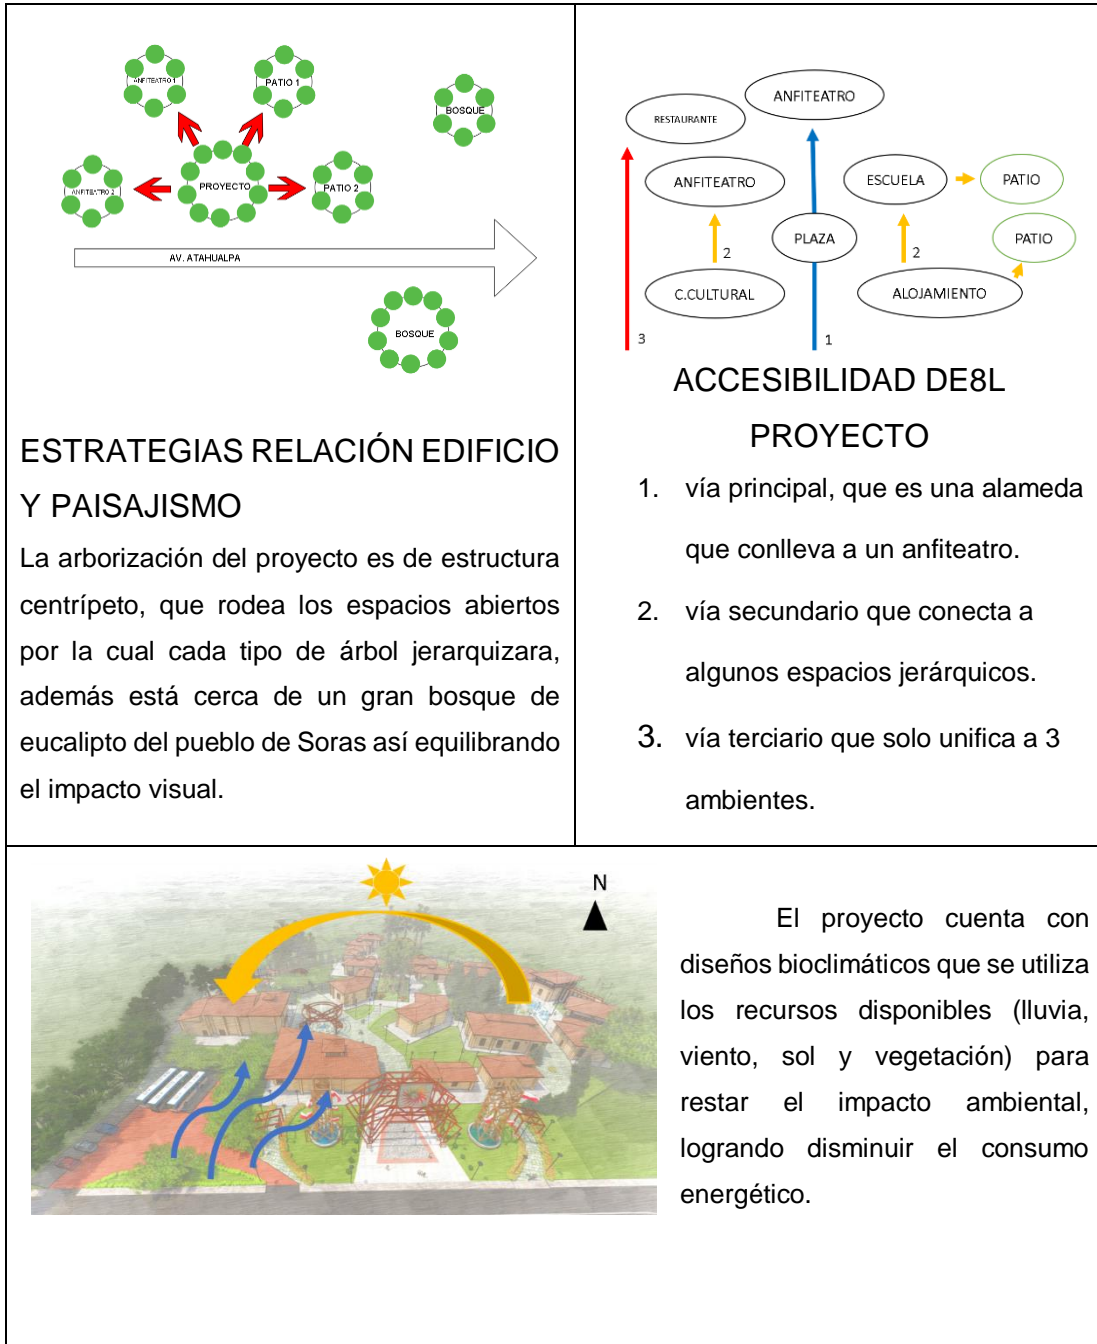 ANFITEATRO 1
PATIO 1
BOSQUE
PROYECTO
ANFITEATRO 2
PATIO 2
AV. ATAHUALPA
BOSQUE
ESTRATEGIAS RELACIÓN EDIFICIO
Y PAISAJISMO
La arborización del proyecto es de estructura
centrípeto, que rodea los espacios abiertos
por la cual cada tipo de árbol jerarquizara,
además está cerca de un gran bosque de
eucalipto del pueblo de Soras así equilibrando
el impacto visual.
ANFITEATRO
RESTAURANTE
ANFITEATRO
ESCUELA
PATIO
PLAZA
PATIO
2
2
C.CULTURAL
ALOJAMIENTO
3
1
ACCESIBILIDAD DE8L
PROYECTO
1. vía principal, que es una alameda
que conlleva a un anfiteatro.
2. vía secundario que conecta a
algunos espacios jerárquicos.
3. vía terciario que solo unifica a 3
ambientes.
N
El proyecto cuenta con
diseños bioclimáticos que se utiliza
los recursos disponibles (lluvia,
viento, sol y vegetación) para
restar el impacto ambiental,
logrando disminuir el consumo
energético.